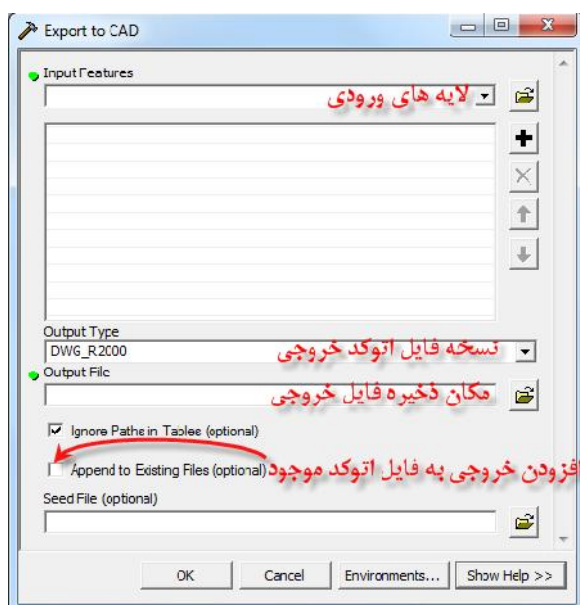 Export to CAD
Input Features
لایه های ورودی
Output Type
DWG_R2000
نسخه فایل اتوکد خروجی
Output File
مکان ذخیره فایل خروجی
Ignore Paths in Tables (optional)
Append to Existing Files (optional)
افزودن خروجی به فایل اتوکد موجود
Seed File (optional)
OK
Cancel
Environments...
Show Help >>